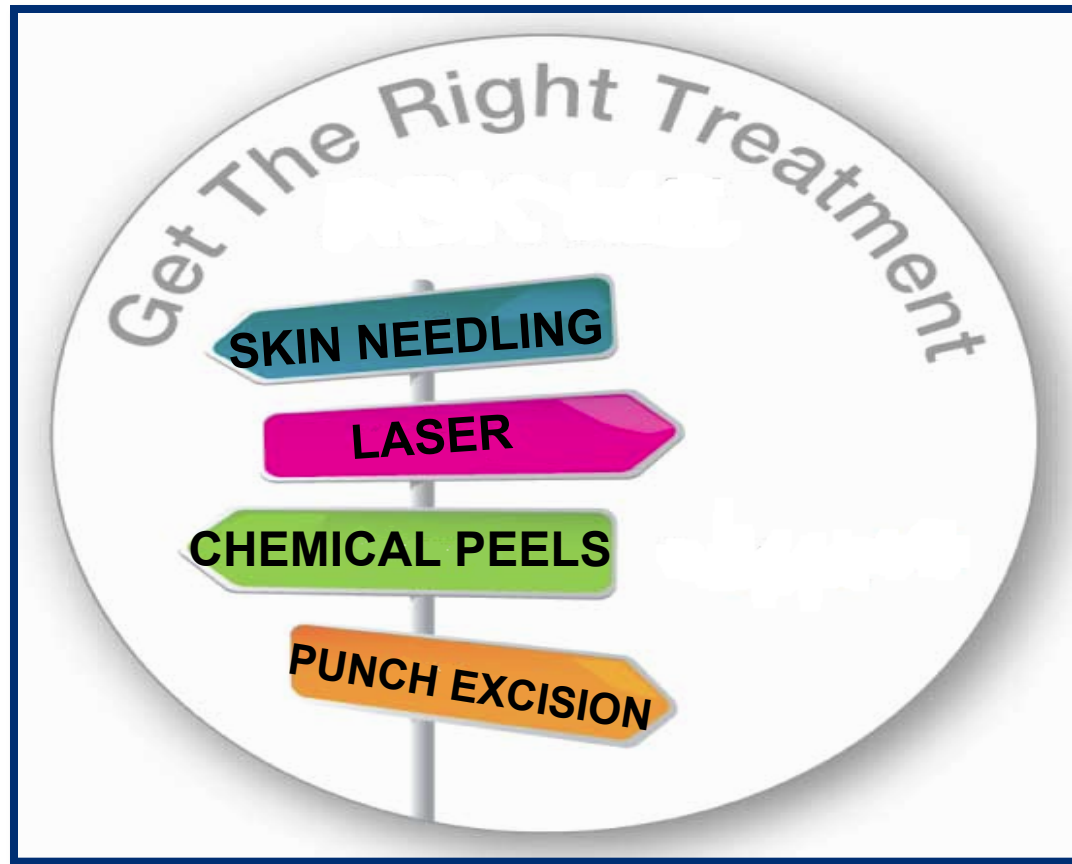 Get The Right Treatment
SKIN NEEDLING
LASER
CHEMICAL PEELS
PUNCH EXCISION